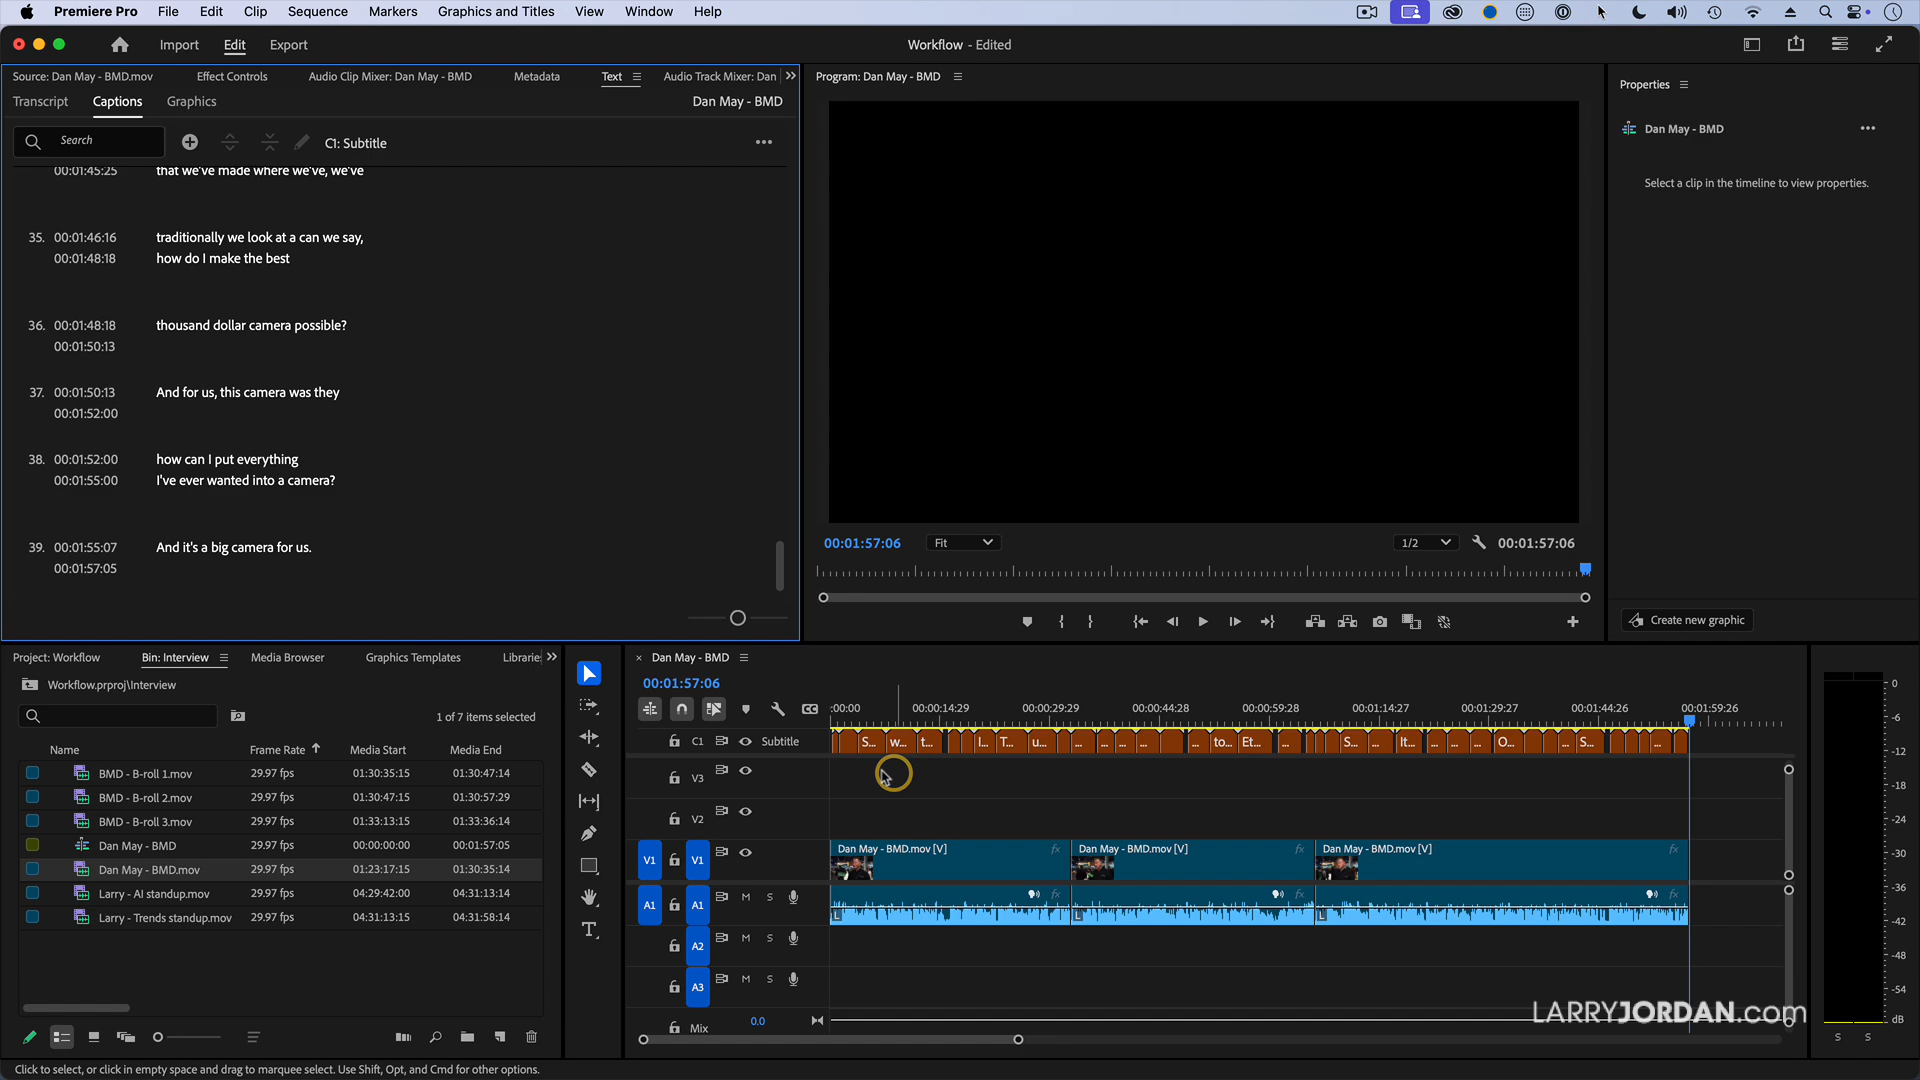 Premiere Pro File Edit Clip Sequence Markers Graphics and Titles View Window Help
Import Edit Export
Workflow - Edited
Source: Dan May - BMD.mov Effect Controls Audio Clip Mixer: Dan May - BMD Metadata Text Audio Track Mixer: Dan
Transcript Captions Graphics Dan May - BMD
Search C1: Subtitle
00:01:45:25 that we've made where we've, we've
35. 00:01:46:16 traditionally we look at a can we say,
00:01:48:18 how do I make the best
36. 00:01:48:18 thousand dollar camera possible?
00:01:50:13
37. 00:01:50:13 And for us, this camera was they
00:01:52:00
38. 00:01:52:00 how can I put everything
00:01:55:00 I've ever wanted into a camera?
39. 00:01:55:07 And it's a big camera for us.
00:01:57:05
Program: Dan May - BMD
00:01:57:06 Fit 1/2 00:01:57:06
Properties
Dan May - BMD
Select a clip in the timeline to view properties.
Create new graphic
Project: Workflow Bin: Interview Media Browser Graphics Templates Librarie
Workflow.prproj\Interview
1 of 7 items selected
Name Frame Rate Media Start Media End
BMD - B-roll 1.mov 29.97 fps 01:30:35:15 01:30:47:14
BMD - B-roll 2.mov 29.97 fps 01:30:47:15 01:30:57:29
BMD - B-roll 3.mov 29.97 fps 01:33:13:15 01:33:36:14
Dan May - BMD 29.97 fps 00:00:00:00 00:01:57:05
Dan May - BMD.mov 29.97 fps 01:23:17:15 01:30:35:14
Larry - AI standup.mov 29.97 fps 04:29:42:00 04:31:13:14
Larry - Trends standup.mov 29.97 fps 04:31:13:15 04:31:58:14
× Dan May - BMD
00:01:57:06
CC :00:00 00:00:14:29 00:00:29:29 00:00:44:28 00:00:59:28 00:01:14:27 00:01:29:27 00:01:44:26 00:01:59:26
C1 Subtitle S... w... t... I... T... u... ... ... ... ... ... to... Et... ... S... ... It... ... ... ... O... ... S... ...
V3
V2
V1 V1 Dan May - BMD.mov [V] fx Dan May - BMD.mov [V] fx Dan May - BMD.mov [V] fx
A1 A1 M S fx fx fx
L L L
A2 M S
A3 M S
Mix 0.0
0
-6
-12
-18
-24
-30
-36
-42
-48
-54
dB
S S
LARRYJORDAN.com
Click to select, or click in empty space and drag to marquee select. Use Shift, Opt, and Cmd for other options.